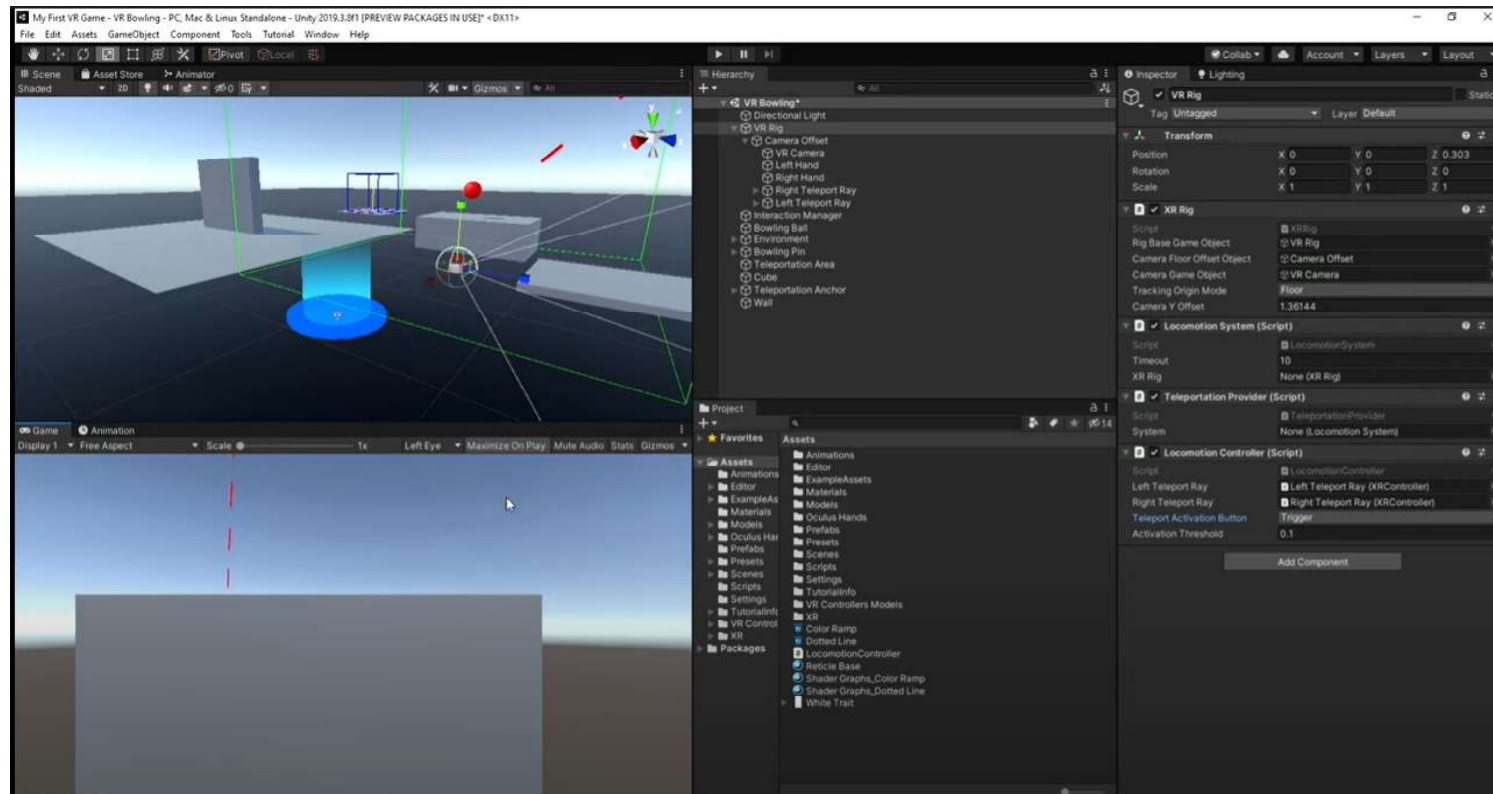 My First VR Game - VR Bowling - PC, Mac & Linux Standalone - Unity 2019.3.8f1 [PREVIEW PACKAGES IN USE]* <DX11>
File Edit Assets GameObject Component Tools Tutorial Window Help
Pivot Local
Collab Account Layers Layout
Scene Asset Store Animator
Shaded 2D 0 Gizmos All
Hierarchy
All
VR Bowling*
Directional Light
VR Rig
Camera Offset
VR Camera
Left Hand
Right Hand
Right Teleport Ray
Left Teleport Ray
Interaction Manager
Bowling Ball
Environment
Bowling Pin
Teleportation Area
Cube
Teleportation Anchor
Wall
Game Animation
Display 1 Free Aspect Scale 1x Left Eye Maximize On Play Mute Audio Stats Gizmos
Project
14
Favorites
Assets
Animations
Editor
ExampleAs
Materials
Models
Oculus Har
Prefabs
Presets
Scenes
Scripts
Settings
TutorialInfo
VR Control
XR
Packages
Assets
Animations
Editor
ExampleAssets
Materials
Models
Oculus Hands
Prefabs
Presets
Scenes
Scripts
Settings
TutorialInfo
VR Controllers Models
XR
Color Ramp
Dotted Line
LocomotionController
Reticle Base
Shader Graphs_Color Ramp
Shader Graphs_Dotted Line
White Trait
Inspector Lighting
VR Rig Static
Tag Untagged Layer Default
Transform
Position X 0 Y 0 Z 0.303
Rotation X 0 Y 0 Z 0
Scale X 1 Y 1 Z 1
XR Rig
Script XRRig
Rig Base Game Object VR Rig
Camera Floor Offset Object Camera Offset
Camera Game Object VR Camera
Tracking Origin Mode Floor
Camera Y Offset 1.36144
Locomotion System (Script)
Script LocomotionSystem
Timeout 10
XR Rig None (XR Rig)
Teleportation Provider (Script)
Script TeleportationProvider
System None (Locomotion System)
Locomotion Controller (Script)
Script LocomotionController
Left Teleport Ray Left Teleport Ray (XRController)
Right Teleport Ray Right Teleport Ray (XRController)
Teleport Activation Button Trigger
Activation Threshold 0.1
Add Component